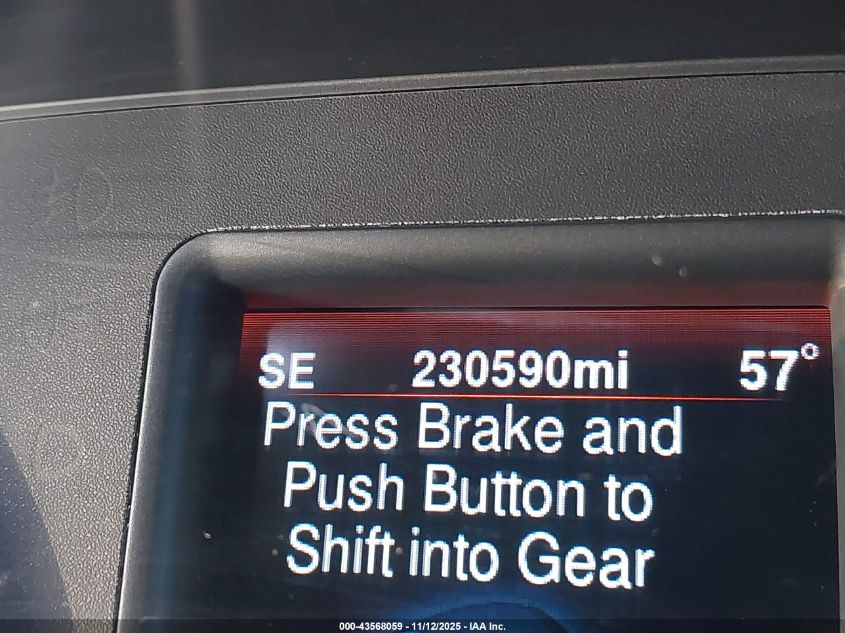 SE 230590mi 57°
Press Brake and
Push Button to
Shift into Gear
000-43568059 - 11/12/2025 - IAA Inc.